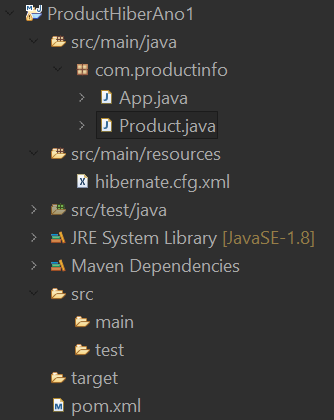 ProductHiberAno1
src/main/java
com.productinfo
App.java
Product.java
src/main/resources
hibernate.cfg.xml
src/test/java
JRE System Library [JavaSE-1.8]
Maven Dependencies
src
main
test
target
pom.xml